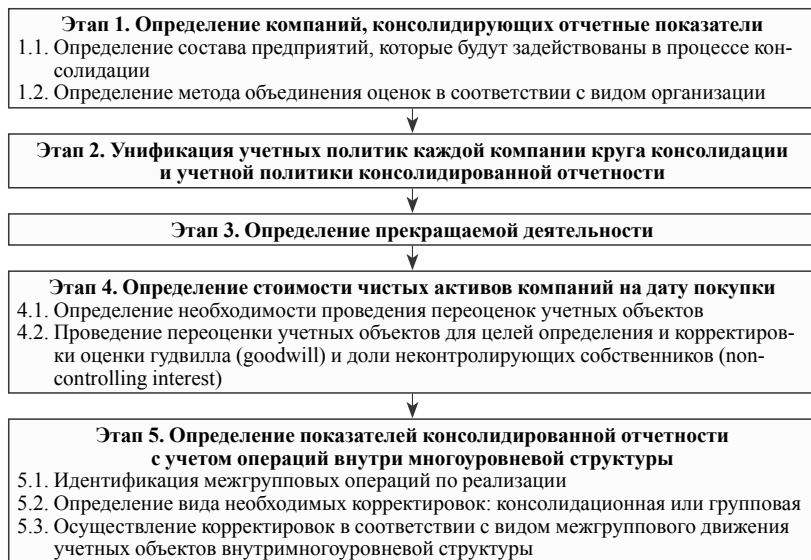 Этап 1. Определение компаний, консолидирующих отчетные показатели
1.1. Определение состава предприятий, которые будут задействованы в процессе кон-
солидации
1.2. Определение метода объединения оценок в соответствии с видом организации
Этап 2. Унификация учетных политик каждой компании круга консолидации
и учетной политики консолидированной отчетности
Этап 3. Определение прекращаемой деятельности
Этап 4. Определение стоимости чистых активов компаний на дату покупки
4.1. Определение необходимости проведения переоценок учетных объектов
4.2. Проведение переоценки учетных объектов для целей определения и корректиров-
ки оценки гудвилла (goodwill) и доли неконтролирующих собственников (non-
controlling interest)
Этап 5. Определение показателей консолидированной отчетности
с учетом операций внутри многоуровневой структуры
5.1. Идентификация межгрупповых операций по реализации
5.2. Определение вида необходимых корректировок: консолидационная или групповая
5.3. Осуществление корректировок в соответствии с видом межгруппового движения
учетных объектов внутримногоуровневой структуры